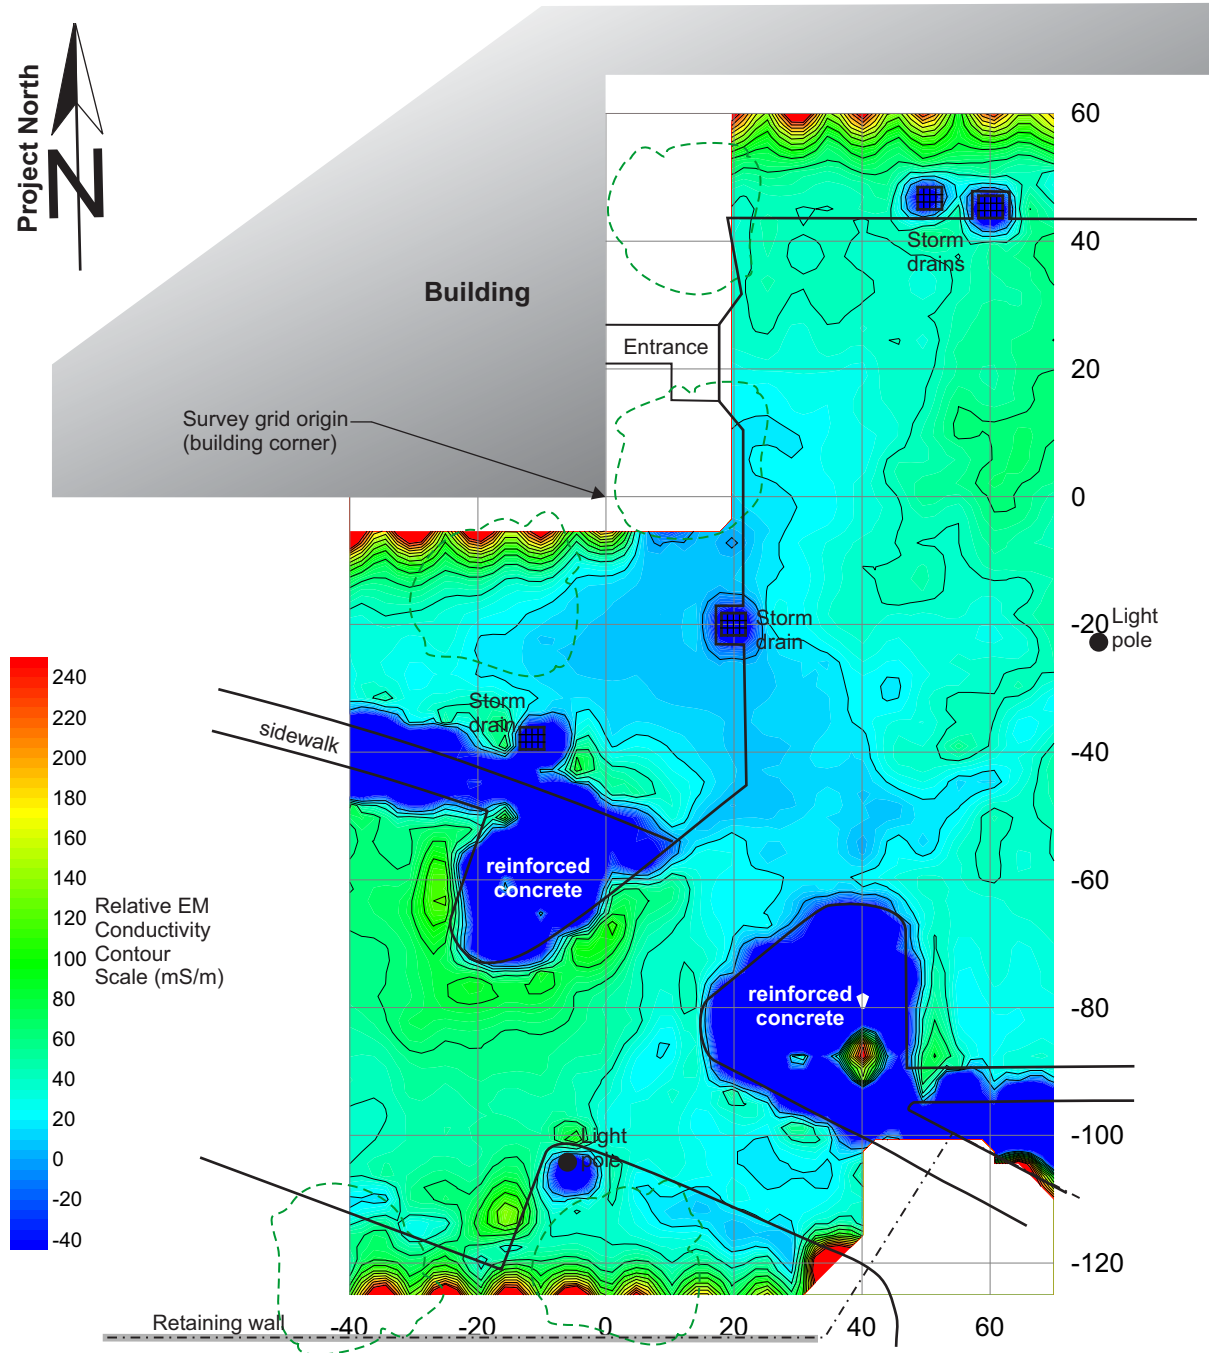 Project North
N
Building
Entrance
Survey grid origin
(building corner)
Storm
drains
60
40
20
0
-20
-40
-60
-80
-100
-120
Light
pole
Storm
drain
Storm
drain
sidewalk
reinforced
concrete
reinforced
concrete
240
220
200
180
160
140
120
100
80
60
40
20
0
-20
-40
Relative EM
Conductivity
Contour
Scale (mS/m)
Light
pole
Retaining wall
-40
-20
0
20
40
60